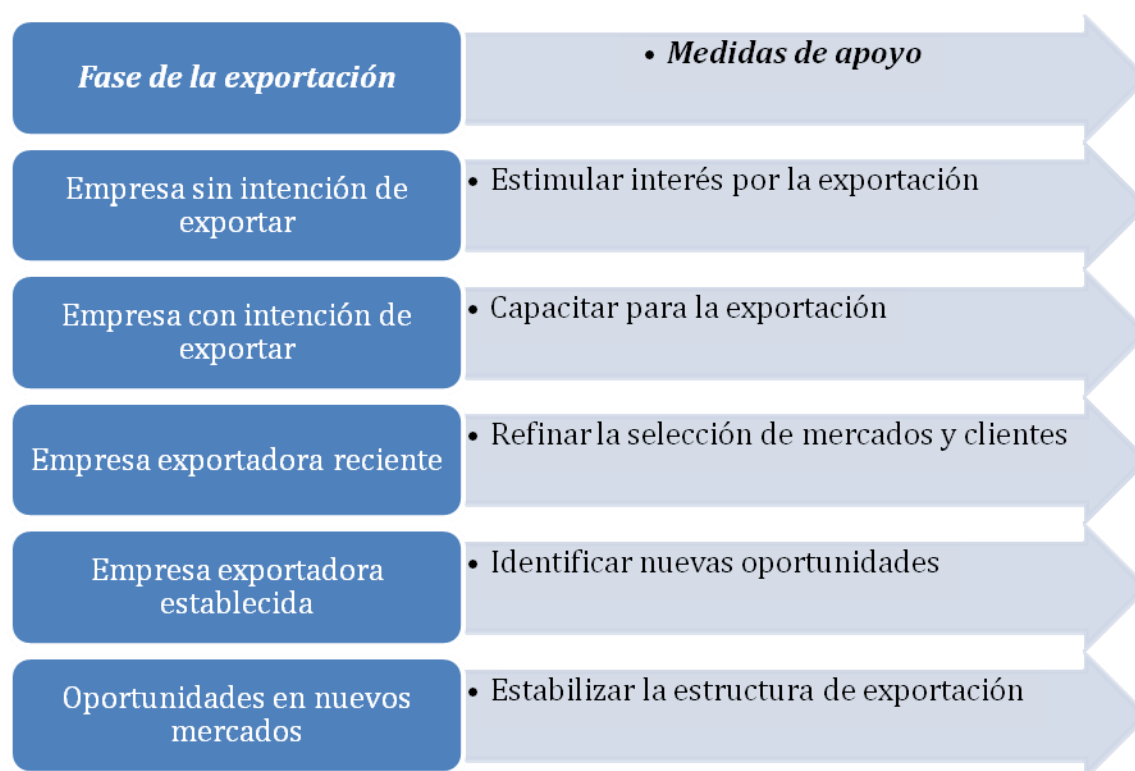 Fase de la exportación
• Medidas de apoyo
Empresa sin intención de
exportar
• Estimular interés por la exportación
Empresa con intención de
exportar
• Capacitar para la exportación
Empresa exportadora reciente
• Refinar la selección de mercados y clientes
Empresa exportadora
establecida
• Identificar nuevas oportunidades
Oportunidades en nuevos
mercados
• Estabilizar la estructura de exportación